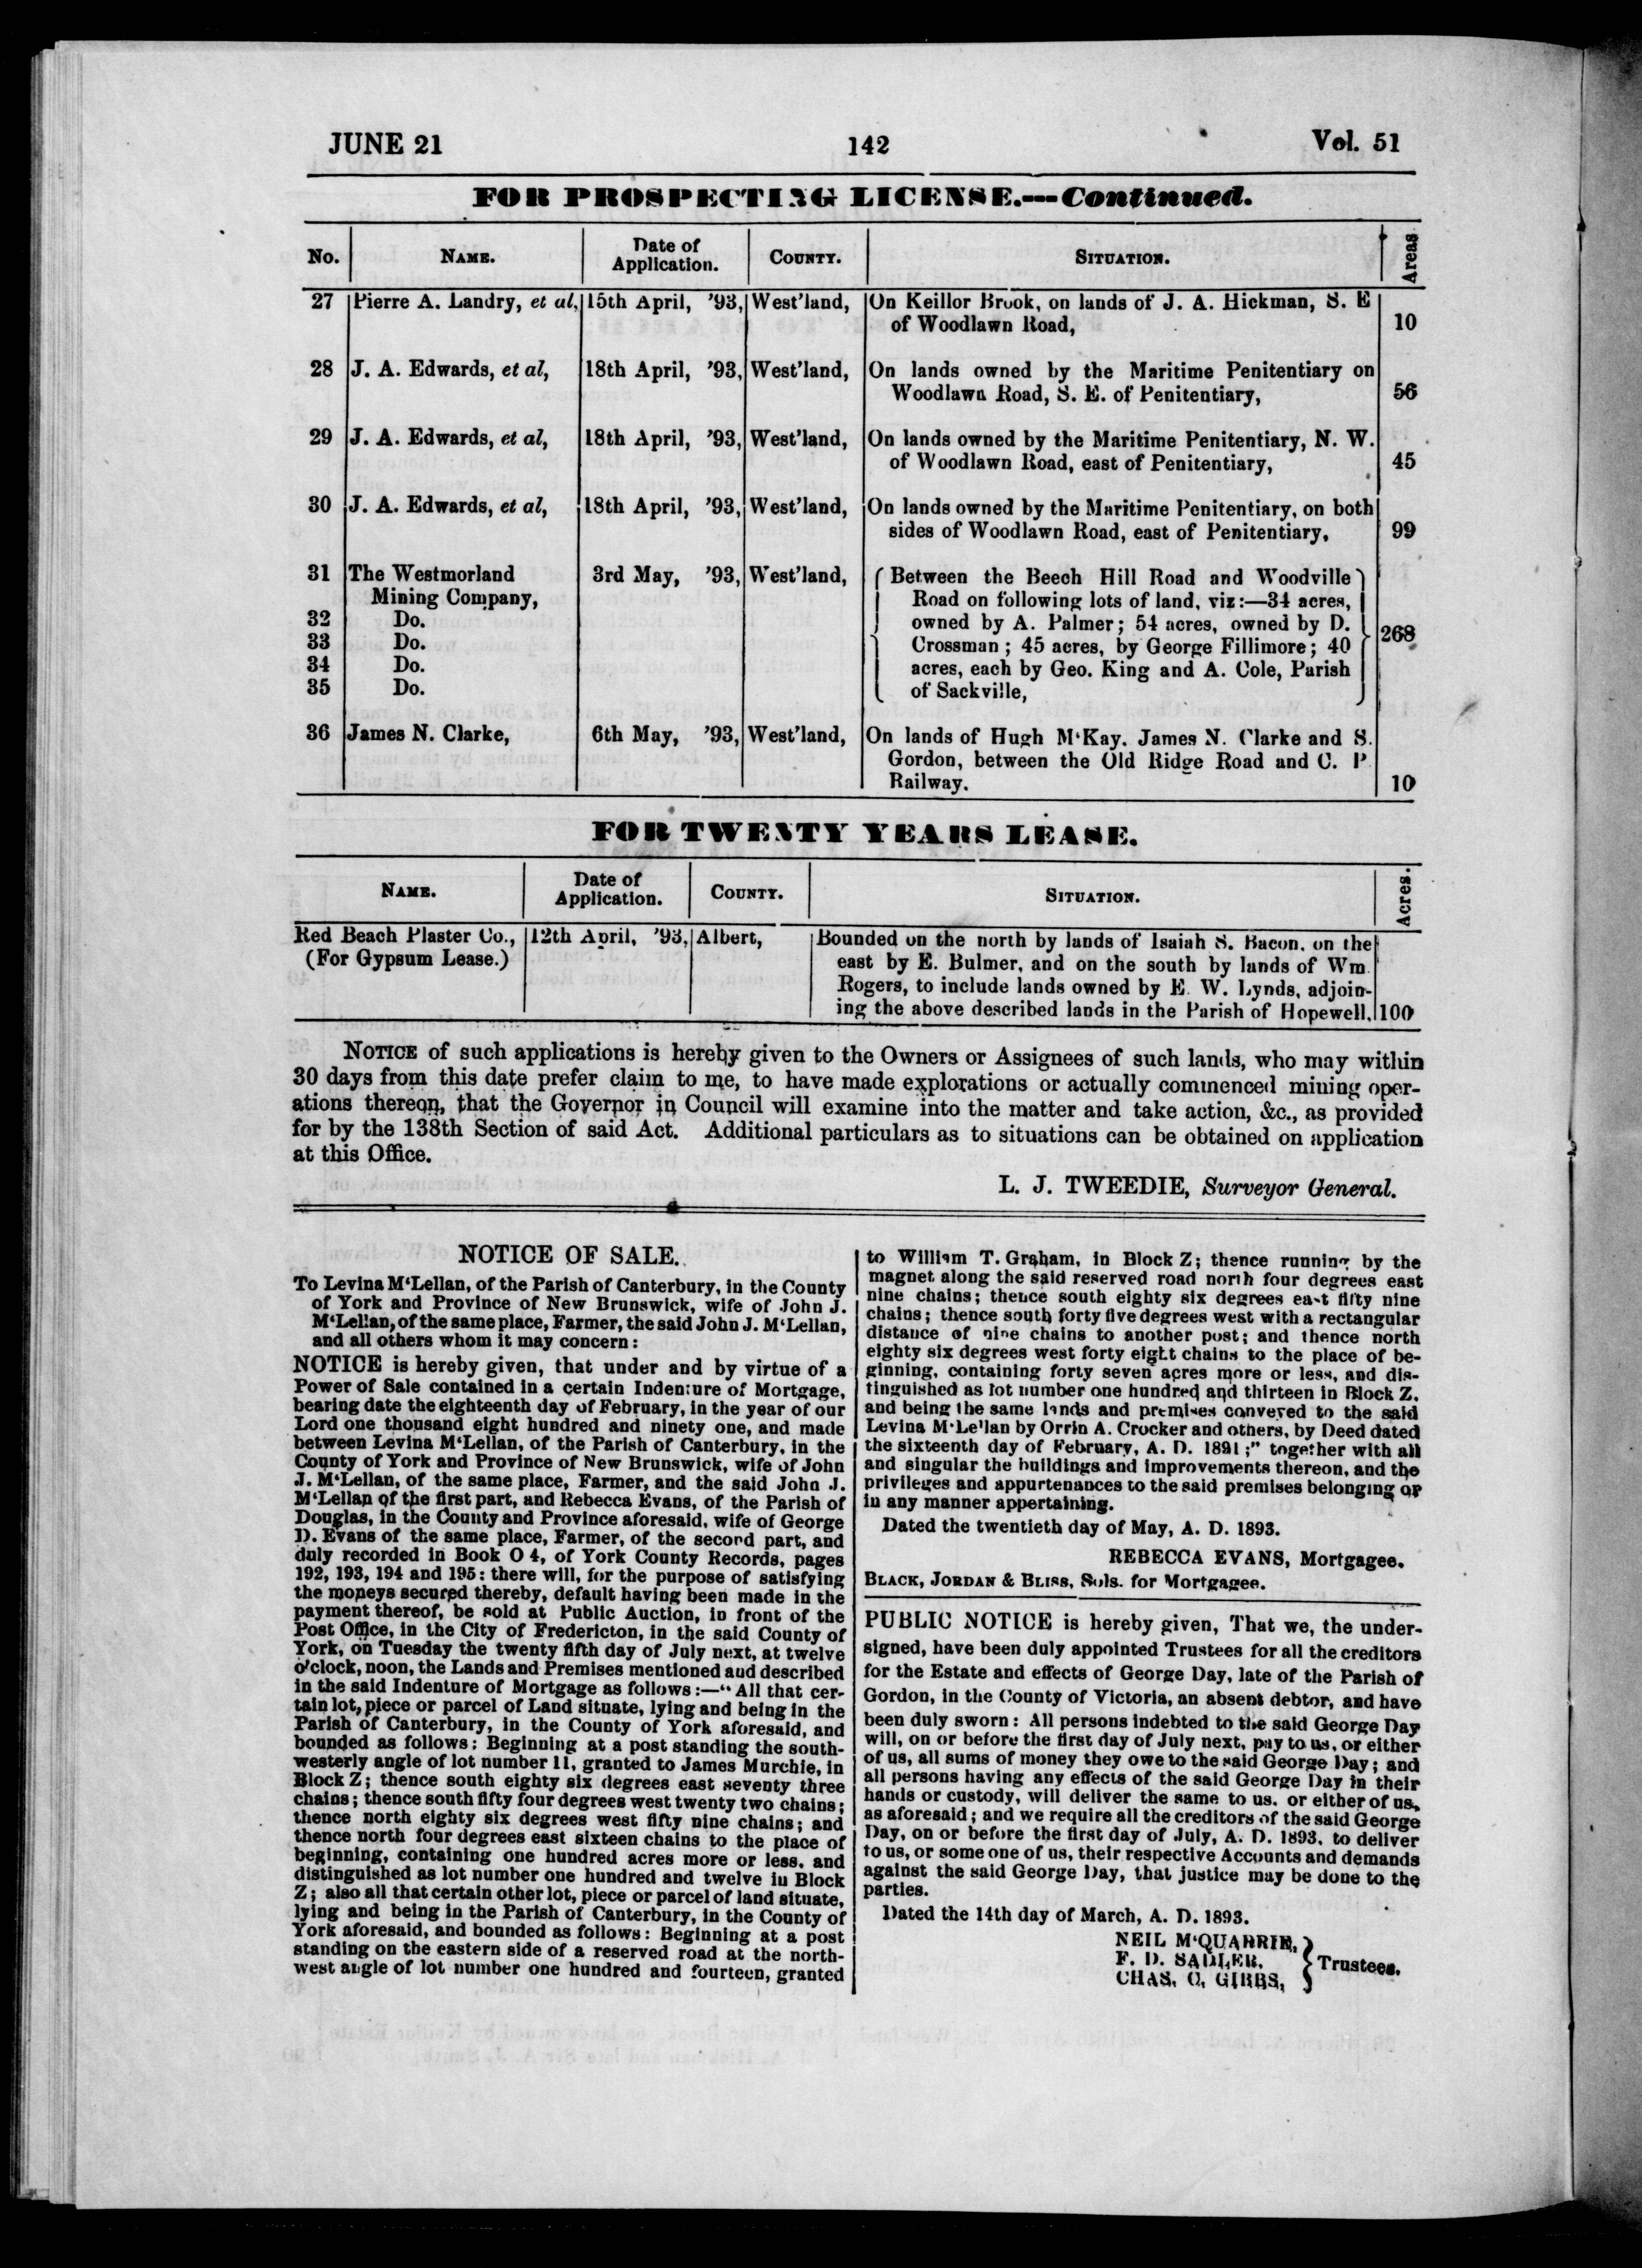 JUNE 21 142 Vol. 51
FOR PROSPECTING LICENSE.—Continued.
No. NAME. Date of Application. COUNTY. SITUATION. Areas
27 Pierre A. Landry, et al, 15th April, '93, West'land, On Keillor Brook, on lands of J. A. Hickman, S. E
of Woodlawn Road, 10
28 J. A. Edwards, et al, 18th April, '93, West'land, On lands owned by the Maritime Penitentiary on
Woodlawn Road, S. E. of Penitentiary, 56
29 J. A. Edwards, et al, 18th April, '93, West'land, On lands owned by the Maritime Penitentiary, N. W.
of Woodlawn Road, east of Penitentiary, 45
30 J. A. Edwards, et al, 18th April, '93, West'land, On lands owned by the Maritime Penitentiary, on both
sides of Woodlawn Road, east of Penitentiary, 99
31 The Westmorland 3rd May, '93, West'land, Between the Beech Hill Road and Woodville
Mining Company, Road on following lots of land, viz:—34 acres,
32 Do. owned by A. Palmer; 54 acres, owned by D.
33 Do. Crossman; 45 acres, by George Fillimore; 40 268
34 Do. acres, each by Geo. King and A. Cole, Parish
35 Do. of Sackville,
36 James N. Clarke, 6th May, '93, West'land, On lands of Hugh M'Kay. James N. Clarke and S.
Gordon, between the Old Ridge Road and C. P
Railway. 10
FOR TWENTY YEARS LEASE.
NAME. Date of Application. COUNTY. SITUATION. Acres.
Red Beach Plaster Co., 12th April, '93, Albert, Bounded on the north by lands of Isaiah S. Bacon, on the
(For Gypsum Lease.) east by E. Bulmer, and on the south by lands of Wm
Rogers, to include lands owned by E. W. Lynds, adjoin-
ing the above described lands in the Parish of Hopewell, 100
NOTICE of such applications is hereby given to the Owners or Assignees of such lands, who may within
30 days from this date prefer claim to me, to have made explorations or actually commenced mining oper-
ations thereon, that the Governor in Council will examine into the matter and take action, &c., as provided
for by the 138th Section of said Act. Additional particulars as to situations can be obtained on application
at this Office.
L. J. TWEEDIE, Surveyor General.
NOTICE OF SALE.
To Levina M'Lellan, of the Parish of Canterbury, in the County
of York and Province of New Brunswick, wife of John J.
M'Lellan, of the same place, Farmer, the said John J. M'Lellan,
and all others whom it may concern:
NOTICE is hereby given, that under and by virtue of a
Power of Sale contained in a certain Indenture of Mortgage,
bearing date the eighteenth day of February, in the year of our
Lord one thousand eight hundred and ninety one, and made
between Levina M'Lellan, of the Parish of Canterbury, in the
County of York and Province of New Brunswick, wife of John
J. M'Lellan, of the same place, Farmer, and the said John J.
M'Lellan of the first part, and Rebecca Evans, of the Parish of
Douglas, in the County and Province aforesaid, wife of George
D. Evans of the same place, Farmer, of the second part, and
duly recorded in Book O 4, of York County Records, pages
192, 193, 194 and 195: there will, for the purpose of satisfying
the moneys secured thereby, default having been made in the
payment thereof, be sold at Public Auction, in front of the
Post Office, in the City of Fredericton, in the said County of
York, on Tuesday the twenty fifth day of July next, at twelve
o'clock, noon, the Lands and Premises mentioned and described
in the said Indenture of Mortgage as follows:—"All that cer-
tain lot, piece or parcel of Land situate, lying and being in the
Parish of Canterbury, in the County of York aforesaid, and
bounded as follows: Beginning at a post standing the south-
westerly angle of lot number 11, granted to James Murchie, in
Block Z; thence south eighty six degrees east seventy three
chains; thence south fifty four degrees west twenty two chains;
thence north eighty six degrees west fifty nine chains; and
thence north four degrees east sixteen chains to the place of
beginning, containing one hundred acres more or less, and
distinguished as lot number one hundred and twelve in Block
Z; also all that certain other lot, piece or parcel of land situate,
lying and being in the Parish of Canterbury, in the County of
York aforesaid, and bounded as follows: Beginning at a post
standing on the eastern side of a reserved road at the north-
west angle of lot number one hundred and fourteen, granted
to William T. Graham, in Block Z; thence running by the
magnet along the said reserved road north four degrees east
nine chains; thence south eighty six degrees east fifty nine
chains; thence south forty five degrees west with a rectangular
distance of nine chains to another post; and thence north
eighty six degrees west forty eight chains to the place of be-
ginning, containing forty seven acres more or less, and dis-
tinguished as lot number one hundred and thirteen in Block Z.
and being the same lands and premises conveyed to the said
Levina M'Lellan by Orrin A. Crocker and others, by Deed dated
the sixteenth day of February, A. D. 1891;" together with all
and singular the buildings and improvements thereon, and the
privileges and appurtenances to the said premises belonging or
in any manner appertaining.
Dated the twentieth day of May, A. D. 1893.
REBECCA EVANS, Mortgagee.
BLACK, JORDAN & BLISS, Sols. for Mortgagee.
PUBLIC NOTICE is hereby given, That we, the under-
signed, have been duly appointed Trustees for all the creditors
for the Estate and effects of George Day, late of the Parish of
Gordon, in the County of Victoria, an absent debtor, and have
been duly sworn: All persons indebted to the said George Day
will, on or before the first day of July next, pay to us, or either
of us, all sums of money they owe to the said George Day; and
all persons having any effects of the said George Day in their
hands or custody, will deliver the same to us, or either of us,
as aforesaid; and we require all the creditors of the said George
Day, on or before the first day of July, A. D. 1893, to deliver
to us, or some one of us, their respective Accounts and demands
against the said George Day, that justice may be done to the
parties.
Dated the 14th day of March, A. D. 1893.
NEIL M'QUARRIE,
F. D. SADLER, Trustees.
CHAS. O. GIBBS,